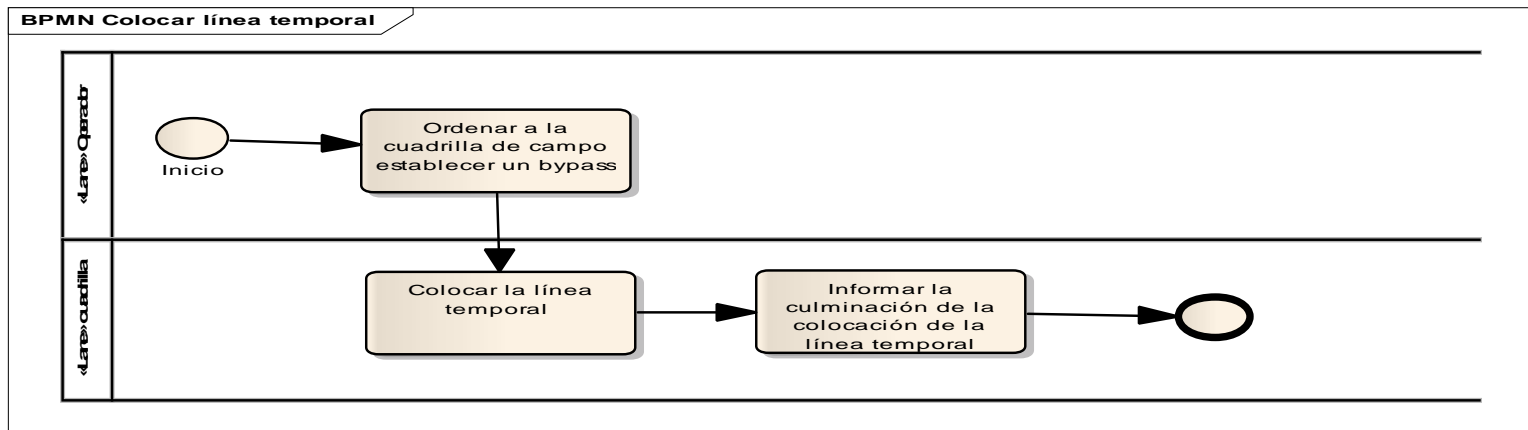 BPMN Colocar línea temporal
«Lane» Operador
Inicio
Ordenar a la
cuadrilla de campo
establecer un bypass
«Lane» cuadrilla
Colocar la línea
temporal
Informar la
culminación de la
colocación de la
línea temporal